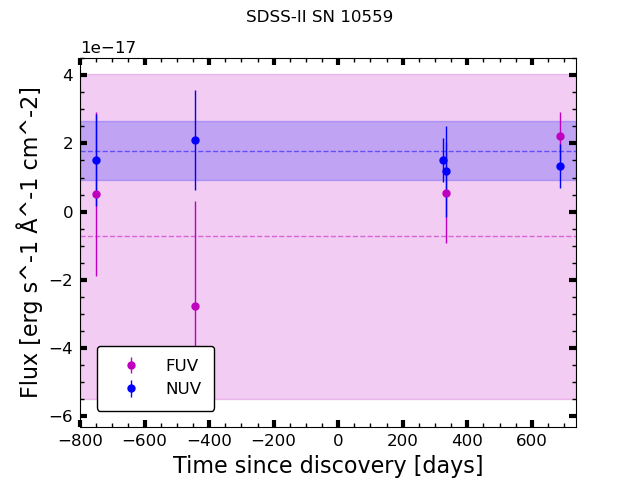 SDSS-II SN 10559
1e−17
4
2
0
−2
−4
−6
Flux [erg s^-1 Å^-1 cm^-2]
FUV
NUV
−800 −600 −400 −200 0 200 400 600
Time since discovery [days]